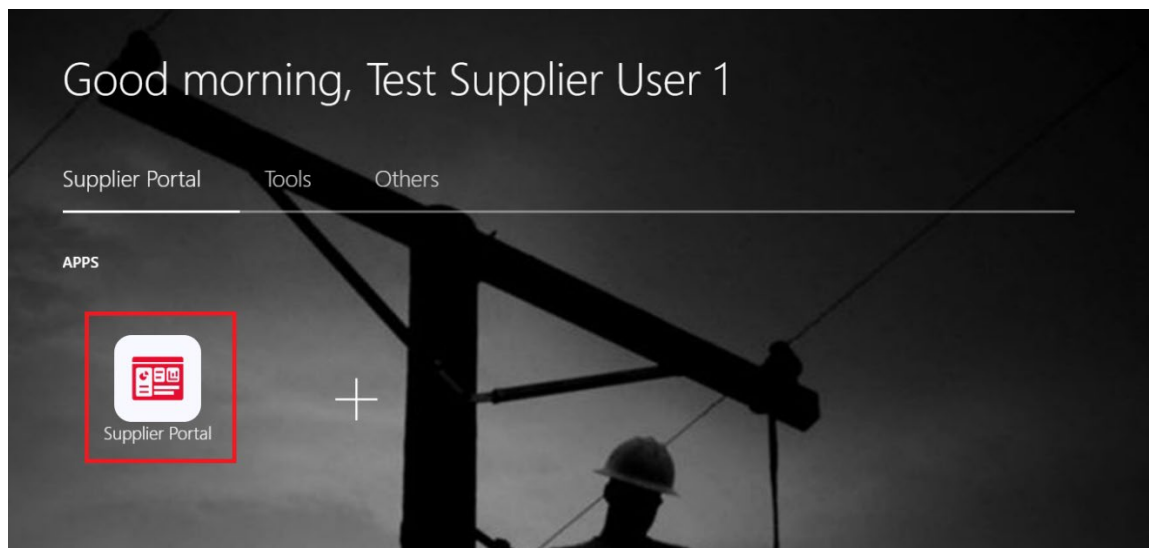 Good morning, Test Supplier User 1
Supplier Portal Tools Others
APPS
Supplier Portal